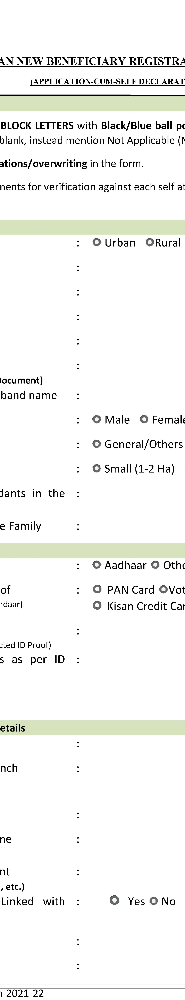 AN NEW BENEFICIARY REGISTRA
(APPLICATION-CUM-SELF DECLARAT
BLOCK LETTERS with Black/Blue ball po
blank, instead mention Not Applicable (N
ations/overwriting in the form.
ments for verification against each self at
: Urban Rural
:
:
:
:
:
Document)
band name :
: Male Female
: General/Others
: Small (1-2 Ha)
dants in the :
e Family :
: Aadhaar Othe
of : PAN Card Vot
ndaar) Kisan Credit Car
:
cted ID Proof)
s as per ID :
etails
:
nch :
:
me :
nt :
, etc.)
Linked with : Yes No
:
:
n-2021-22